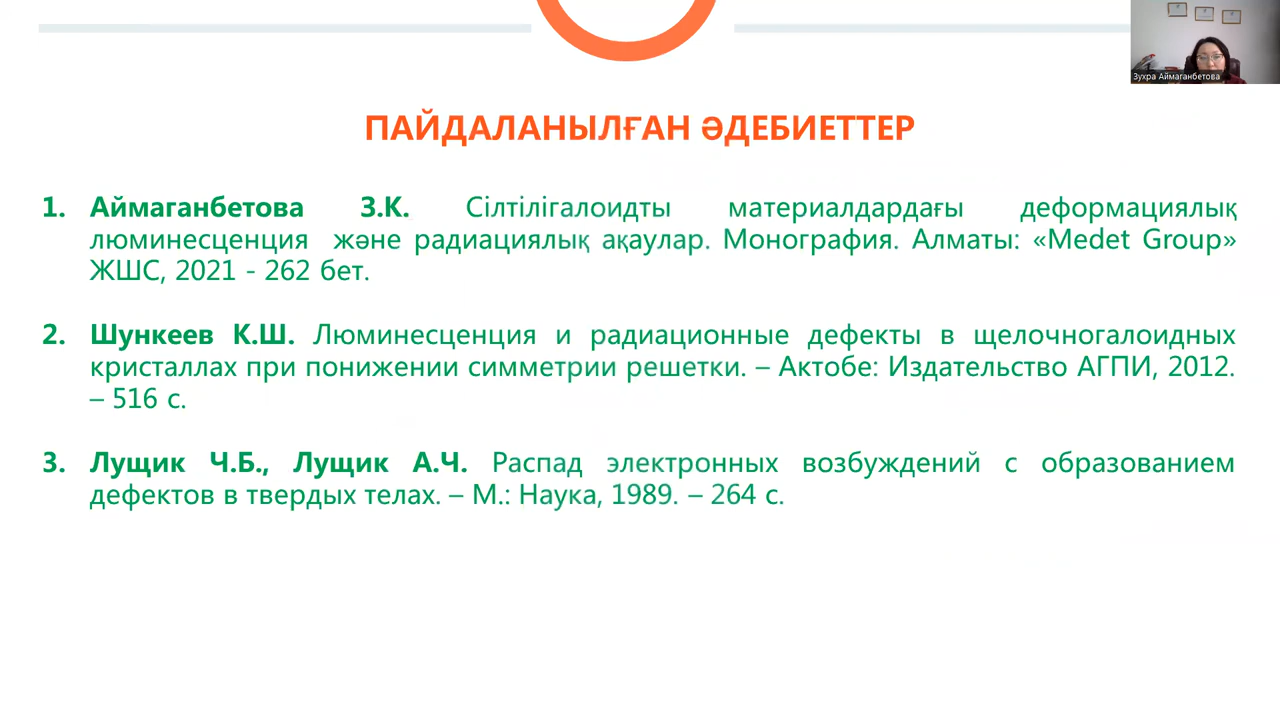 Зухра Аймаганбетова
ПАЙДАЛАНЫЛҒАН ӘДЕБИЕТТЕР
1. Аймаганбетова З.К. Сілтілігалоидты материалдардағы деформациялық
люминесценция және радиациялық ақаулар. Монография. Алматы: «Medet Group»
ЖШС, 2021 - 262 бет.
2. Шункеев К.Ш. Люминесценция и радиационные дефекты в щелочногалоидных
кристаллах при понижении симметрии решетки. – Актобе: Издательство АГПИ, 2012.
– 516 с.
3. Лущик Ч.Б., Лущик А.Ч. Распад электронных возбуждений с образованием
дефектов в твердых телах. – М.: Наука, 1989. – 264 с.